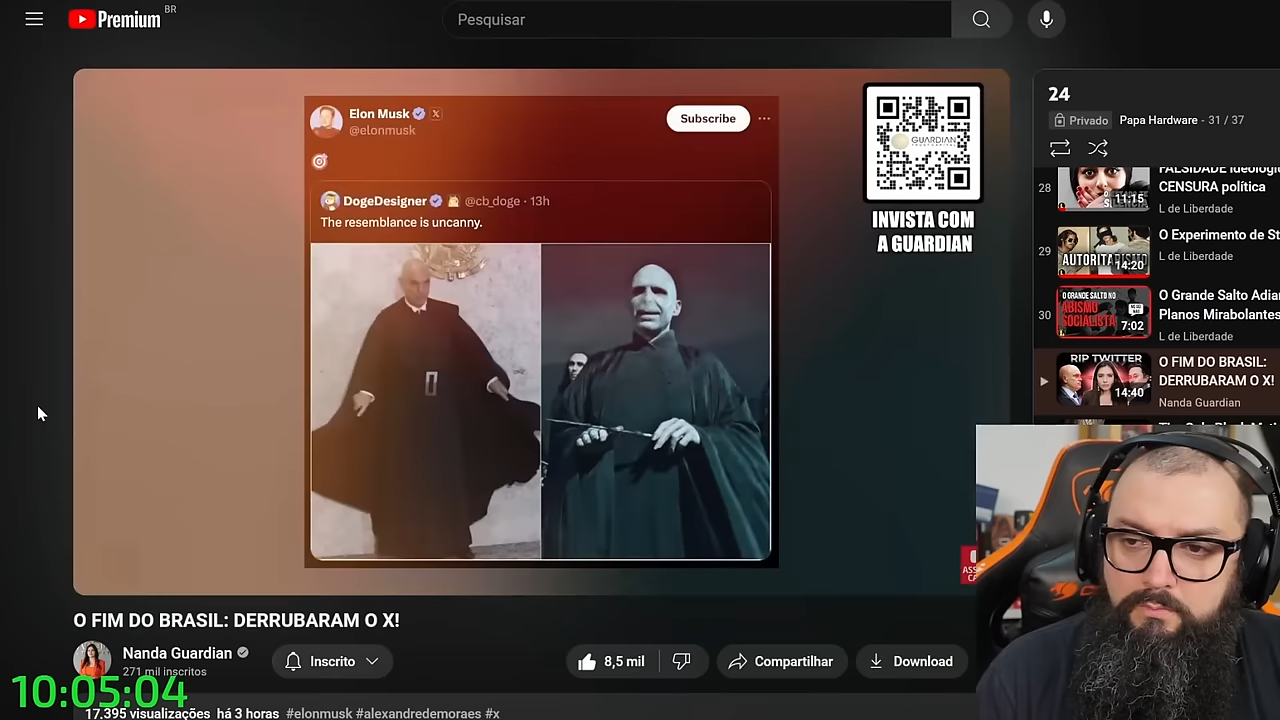 Premium BR
Pesquisar
Elon Musk
@elonmusk
Subscribe
DogeDesigner @cb_doge · 13h
The resemblance is uncanny.
GUARDIAN
INVISTA COM
A GUARDIAN
24
Privado Papa Hardware - 31 / 37
28
CENSURA política
11:15
L de Liberdade
29
O Experimento de St
L de Liberdade
14:20
30
O GRANDE SALTO NO
ABISMO
SOCIALISTA
7:02
O Grande Salto Adia
Planos Mirabolantes
L de Liberdade
RIP TWITTER
14:40
O FIM DO BRASIL:
DERRUBARAM O X!
Nanda Guardian
O FIM DO BRASIL: DERRUBARAM O X!
Nanda Guardian
271 mil inscritos
Inscrito
8,5 mil
Compartilhar
Download
10:05:04
17.395 visualizações há 3 horas #elonmusk #alexandredemoraes #x